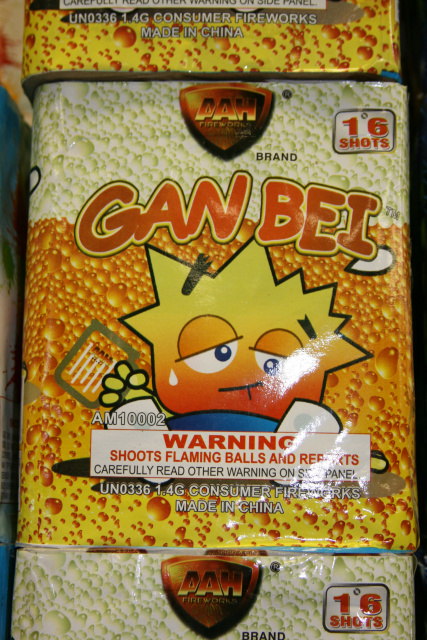 CAREFULLY READ OTHER WARNING ON SIDE PANEL.
UN0336 1.4G CONSUMER FIREWORKS
MADE IN CHINA
AAH
FIREWORKS
®
BRAND
16
SHOTS
GAN BEI™
AM10002
WARNING
SHOOTS FLAMING BALLS AND REPORTS
CAREFULLY READ OTHER WARNING ON SIDE PANEL
UN0336 1.4G CONSUMER FIREWORKS
MADE IN CHINA
AAH
FIREWORKS
®
BRAND
16
SHOTS